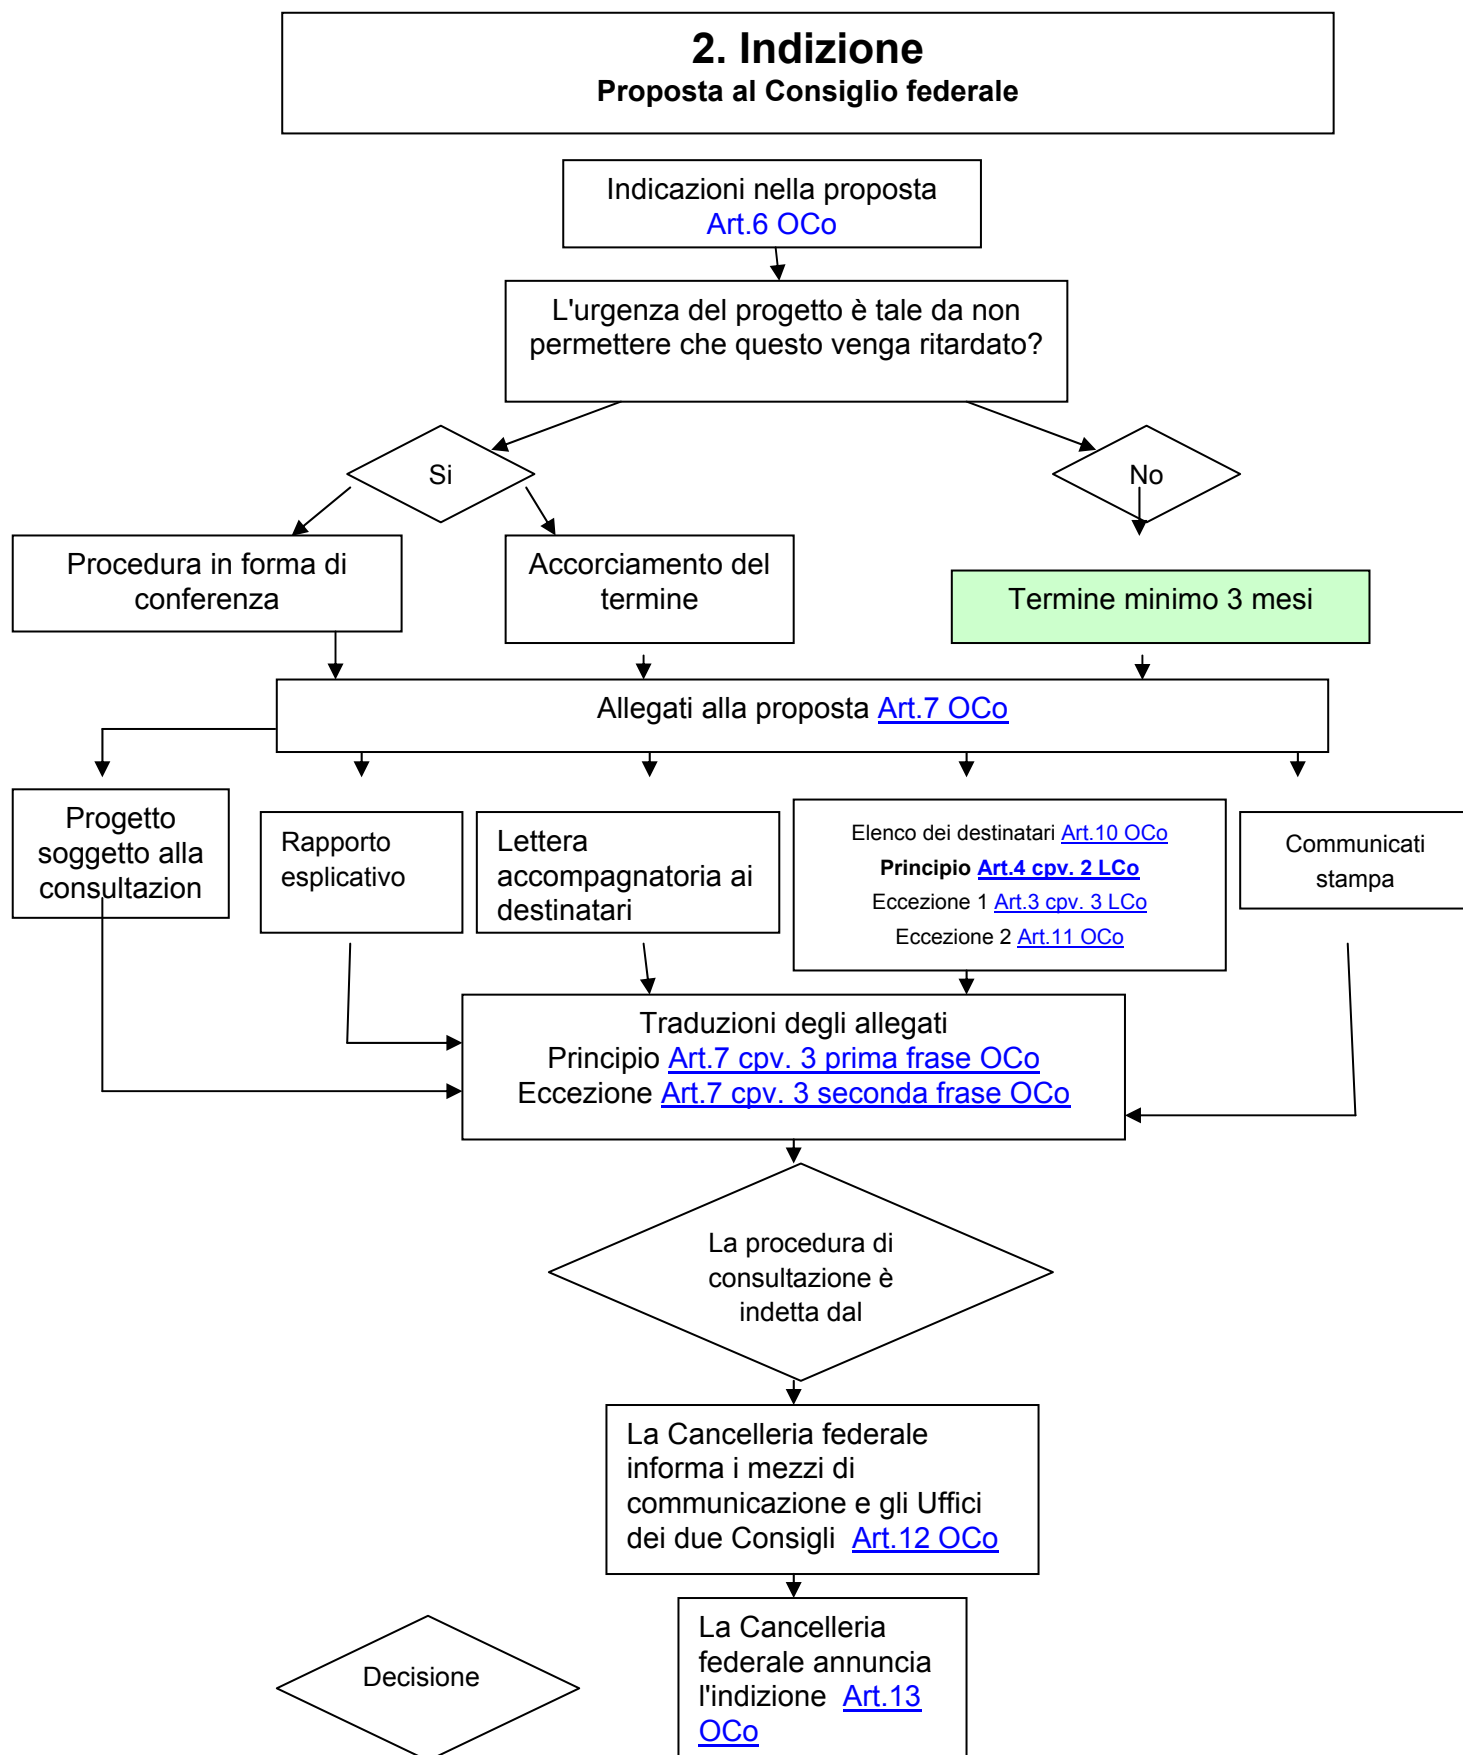 2. Indizione
Proposta al Consiglio federale
Indicazioni nella proposta
Art.6 OCo
L'urgenza del progetto è tale da non
permettere che questo venga ritardato?
Si
No
Procedura in forma di
conferenza
Accorciamento del
termine
Termine minimo 3 mesi
Allegati alla proposta Art.7 OCo
Progetto
soggetto alla
consultazion
Rapporto
esplicativo
Lettera
accompagnatoria ai
destinatari
Elenco dei destinatari Art.10 OCo
Principio Art.4 cpv. 2 LCo
Eccezione 1 Art.3 cpv. 3 LCo
Eccezione 2 Art.11 OCo
Communicati
stampa
Traduzioni degli allegati
Principio Art.7 cpv. 3 prima frase OCo
Eccezione Art.7 cpv. 3 seconda frase OCo
La procedura di
consultazione è
indetta dal
La Cancelleria federale
informa i mezzi di
communicazione e gli Uffici
dei due Consigli Art.12 OCo
Decisione
La Cancelleria
federale annuncia
l'indizione Art.13
OCo